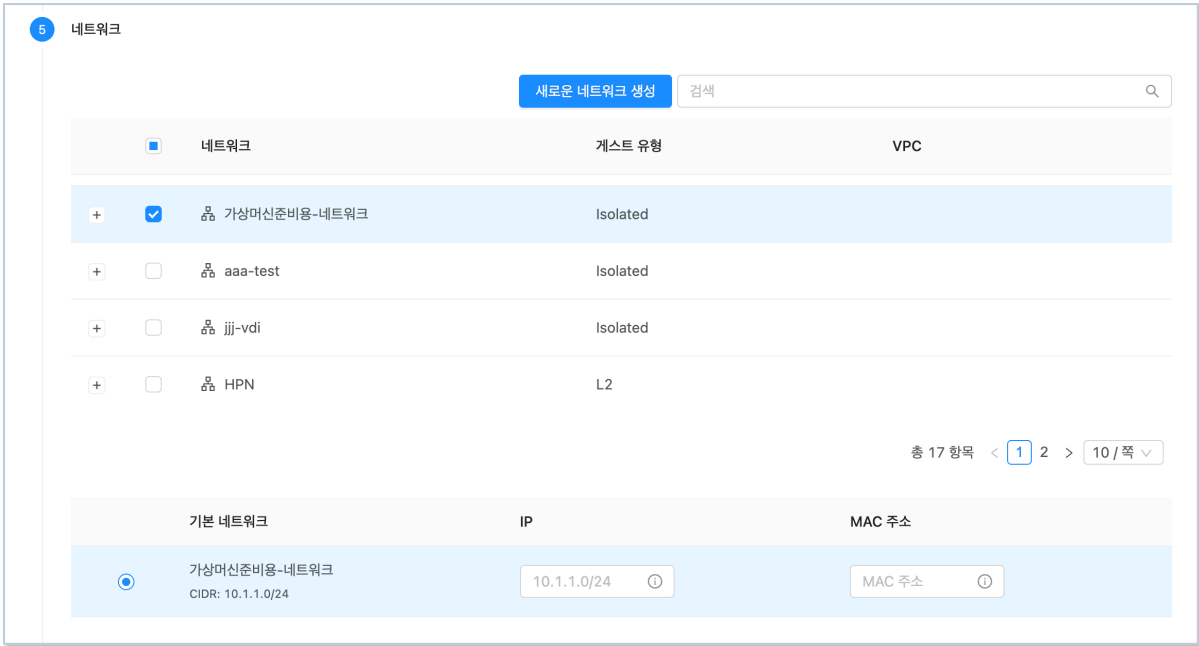 5 네트워크
새로운 네트워크 생성 검색
네트워크 게스트 유형 VPC
가상머신준비용-네트워크 Isolated
aaa-test Isolated
jjj-vdi Isolated
HPN L2
총 17 항목 < 1 2 > 10 / 쪽
기본 네트워크 IP MAC 주소
가상머신준비용-네트워크
CIDR: 10.1.1.0/24
10.1.1.0/24 MAC 주소